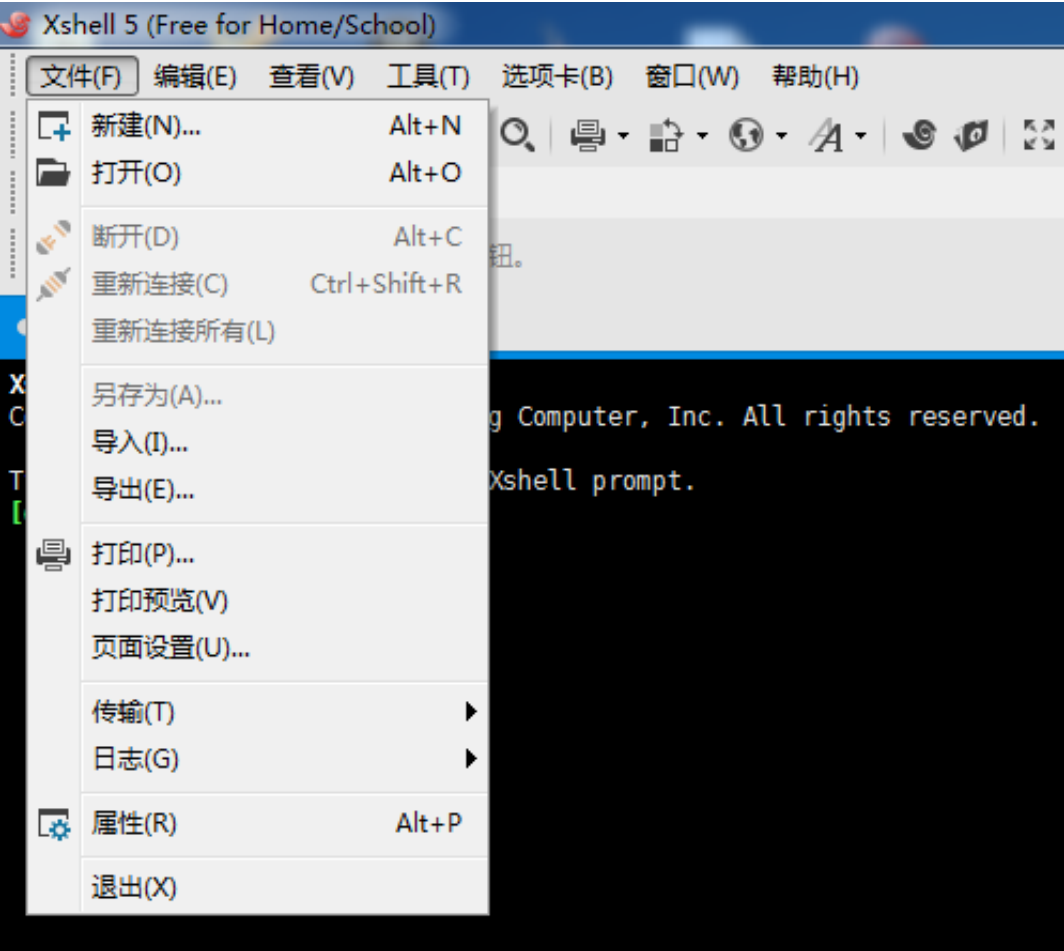 Xshell 5 (Free for Home/School)
文件(F) 编辑(E) 查看(V) 工具(T) 选项卡(B) 窗口(W) 帮助(H)
新建(N)... Alt+N
打开(O) Alt+O
断开(D) Alt+C
钮。
重新连接(C) Ctrl+Shift+R
重新连接所有(L)
X
另存为(A)...
C g Computer, Inc. All rights reserved.
导入(I)...
T Xshell prompt.
导出(E)...
[
打印(P)...
打印预览(V)
页面设置(U)...
传输(T)
日志(G)
属性(R) Alt+P
退出(X)